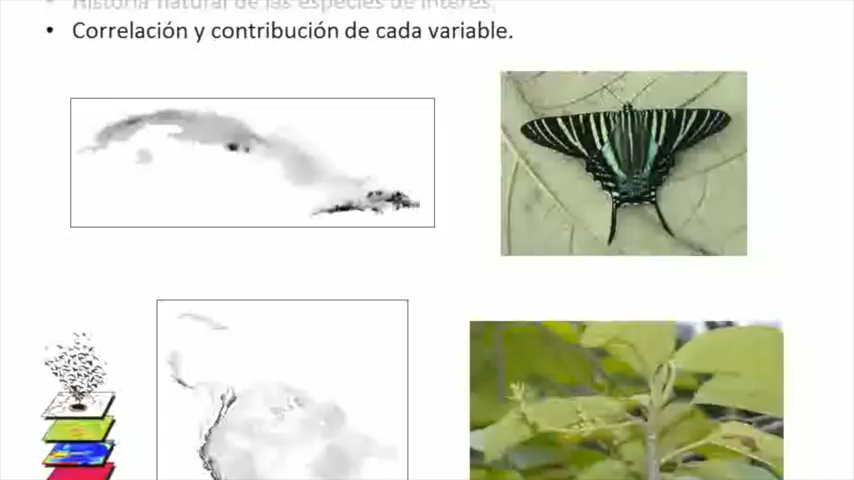 • Historia natural de las especies de interés.
• Correlación y contribución de cada variable.